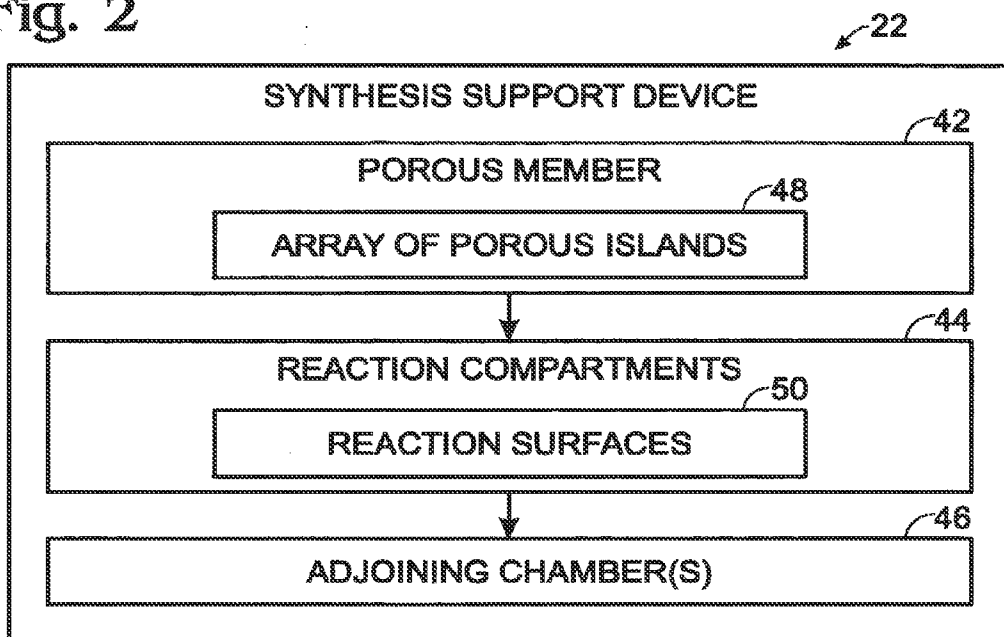 Fig. 2
22
SYNTHESIS SUPPORT DEVICE
42
POROUS MEMBER
48
ARRAY OF POROUS ISLANDS
44
REACTION COMPARTMENTS
50
REACTION SURFACES
46
ADJOINING CHAMBER(S)